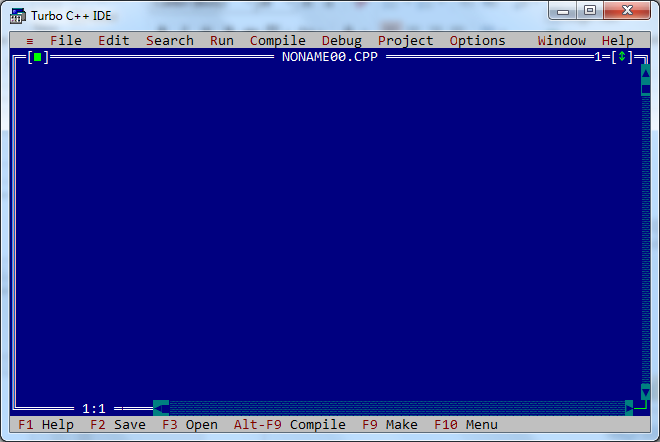 Turbo C++ IDE
≡ File Edit Search Run Compile Debug Project Options Window Help
[■] NONAME00.CPP 1=[↕]
1:1
F1 Help F2 Save F3 Open Alt-F9 Compile F9 Make F10 Menu